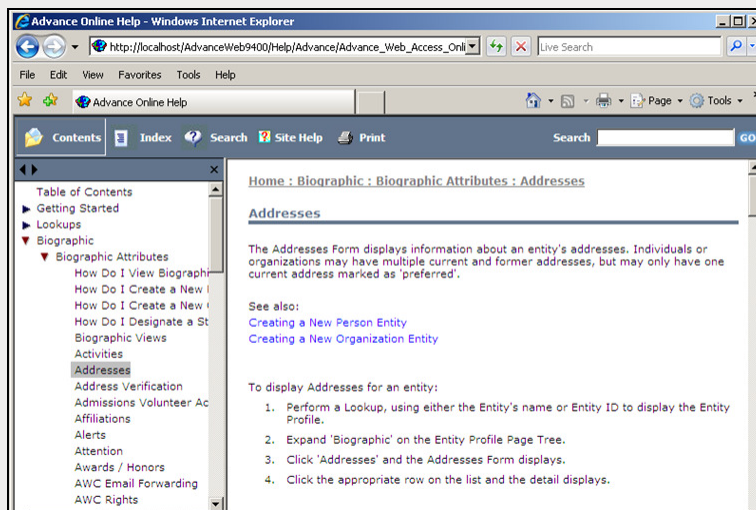 Advance Online Help - Windows Internet Explorer
http://localhost/AdvanceWeb9400/Help/Advance/Advance_Web_Access_Onli
Live Search
File Edit View Favorites Tools Help
Advance Online Help
Page Tools
Contents Index Search Site Help Print Search GO
Table of Contents
Getting Started
Lookups
Biographic
Biographic Attributes
How Do I View Biographi
How Do I Create a New
How Do I Create a New
How Do I Designate a St
Biographic Views
Activities
Addresses
Address Verification
Admissions Volunteer Ac
Affiliations
Alerts
Attention
Awards / Honors
AWC Email Forwarding
AWC Rights
Home : Biographic : Biographic Attributes : Addresses
Addresses
The Addresses Form displays information about an entity's addresses. Individuals or
organizations may have multiple current and former addresses, but may only have one
current address marked as 'preferred'.
See also:
Creating a New Person Entity
Creating a New Organization Entity
To display Addresses for an entity:
1. Perform a Lookup, using either the Entity's name or Entity ID to display the Entity
Profile.
2. Expand 'Biographic' on the Entity Profile Page Tree.
3. Click 'Addresses' and the Addresses Form displays.
4. Click the appropriate row on the list and the detail displays.